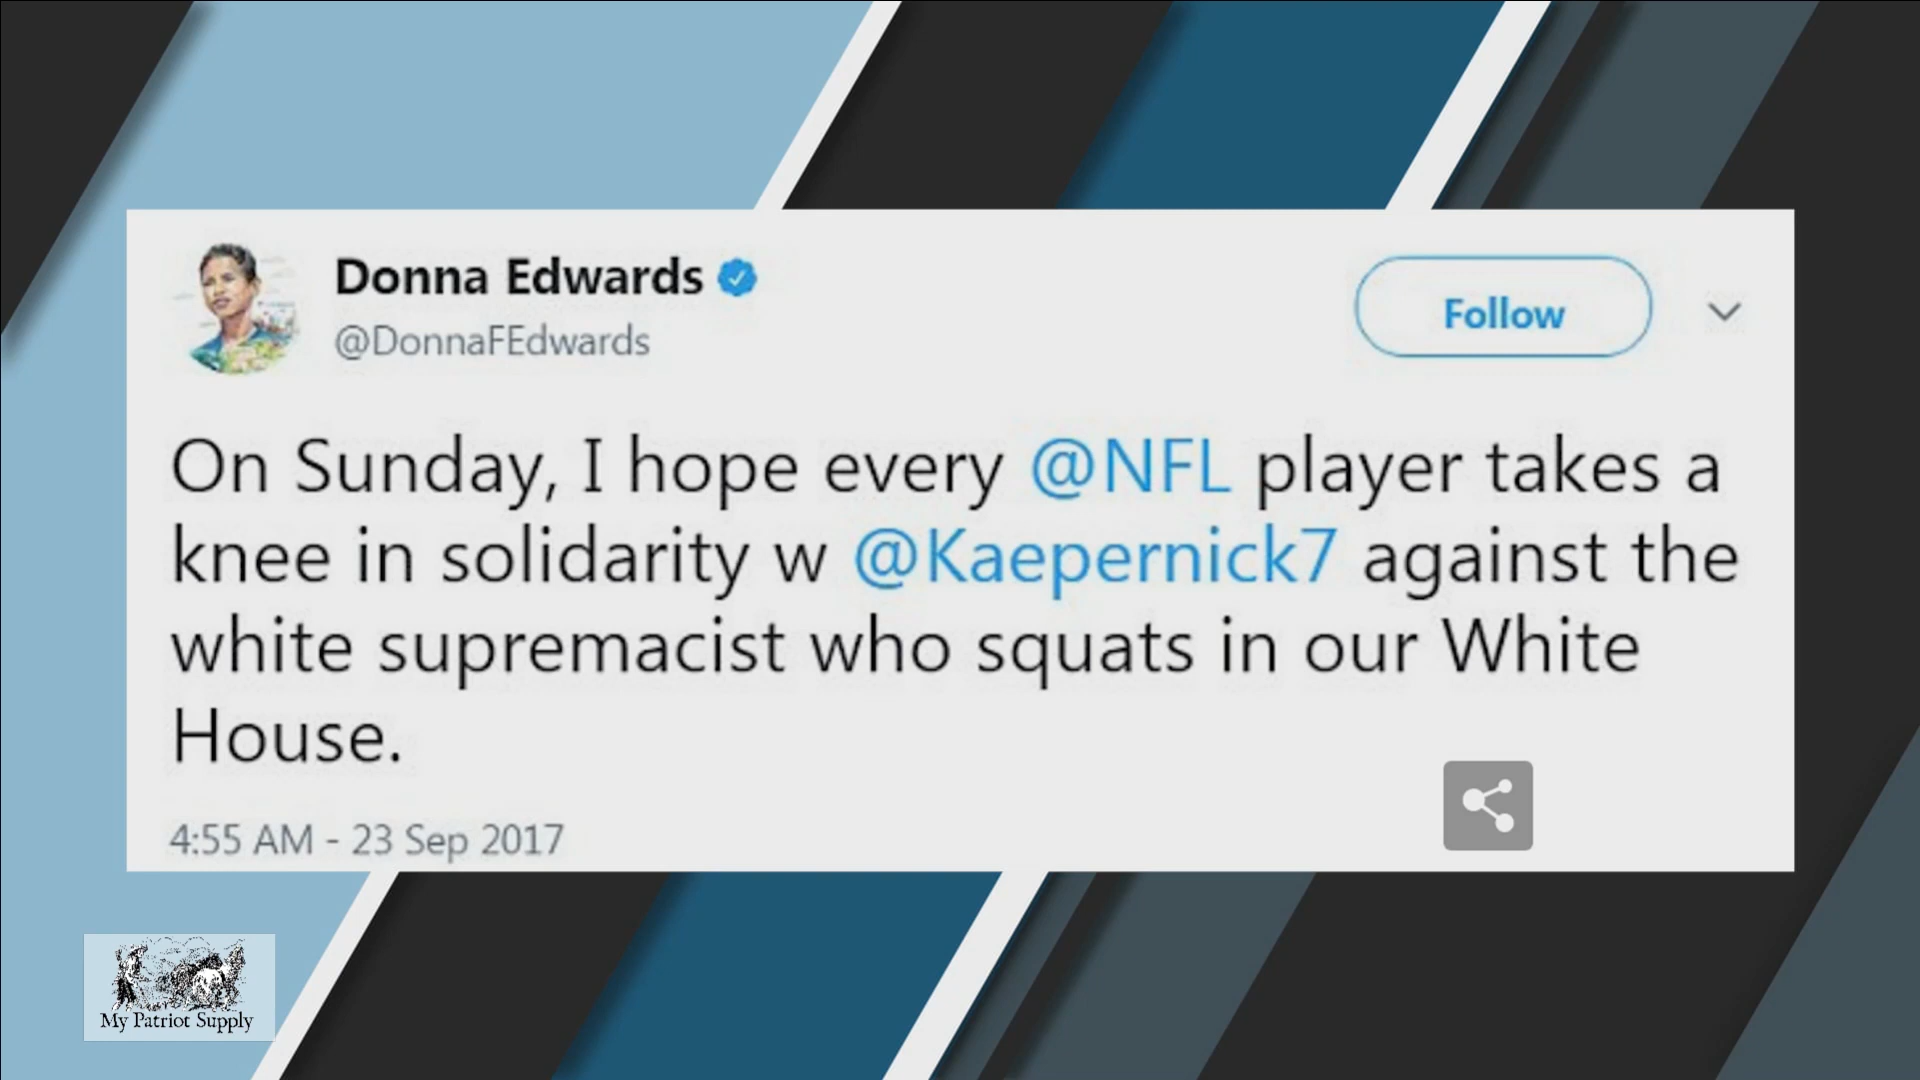 Donna Edwards
@DonnaFEdwards
Follow
On Sunday, I hope every @NFL player takes a
knee in solidarity w @Kaepernick7 against the
white supremacist who squats in our White
House.
4:55 AM - 23 Sep 2017
My Patriot Supply